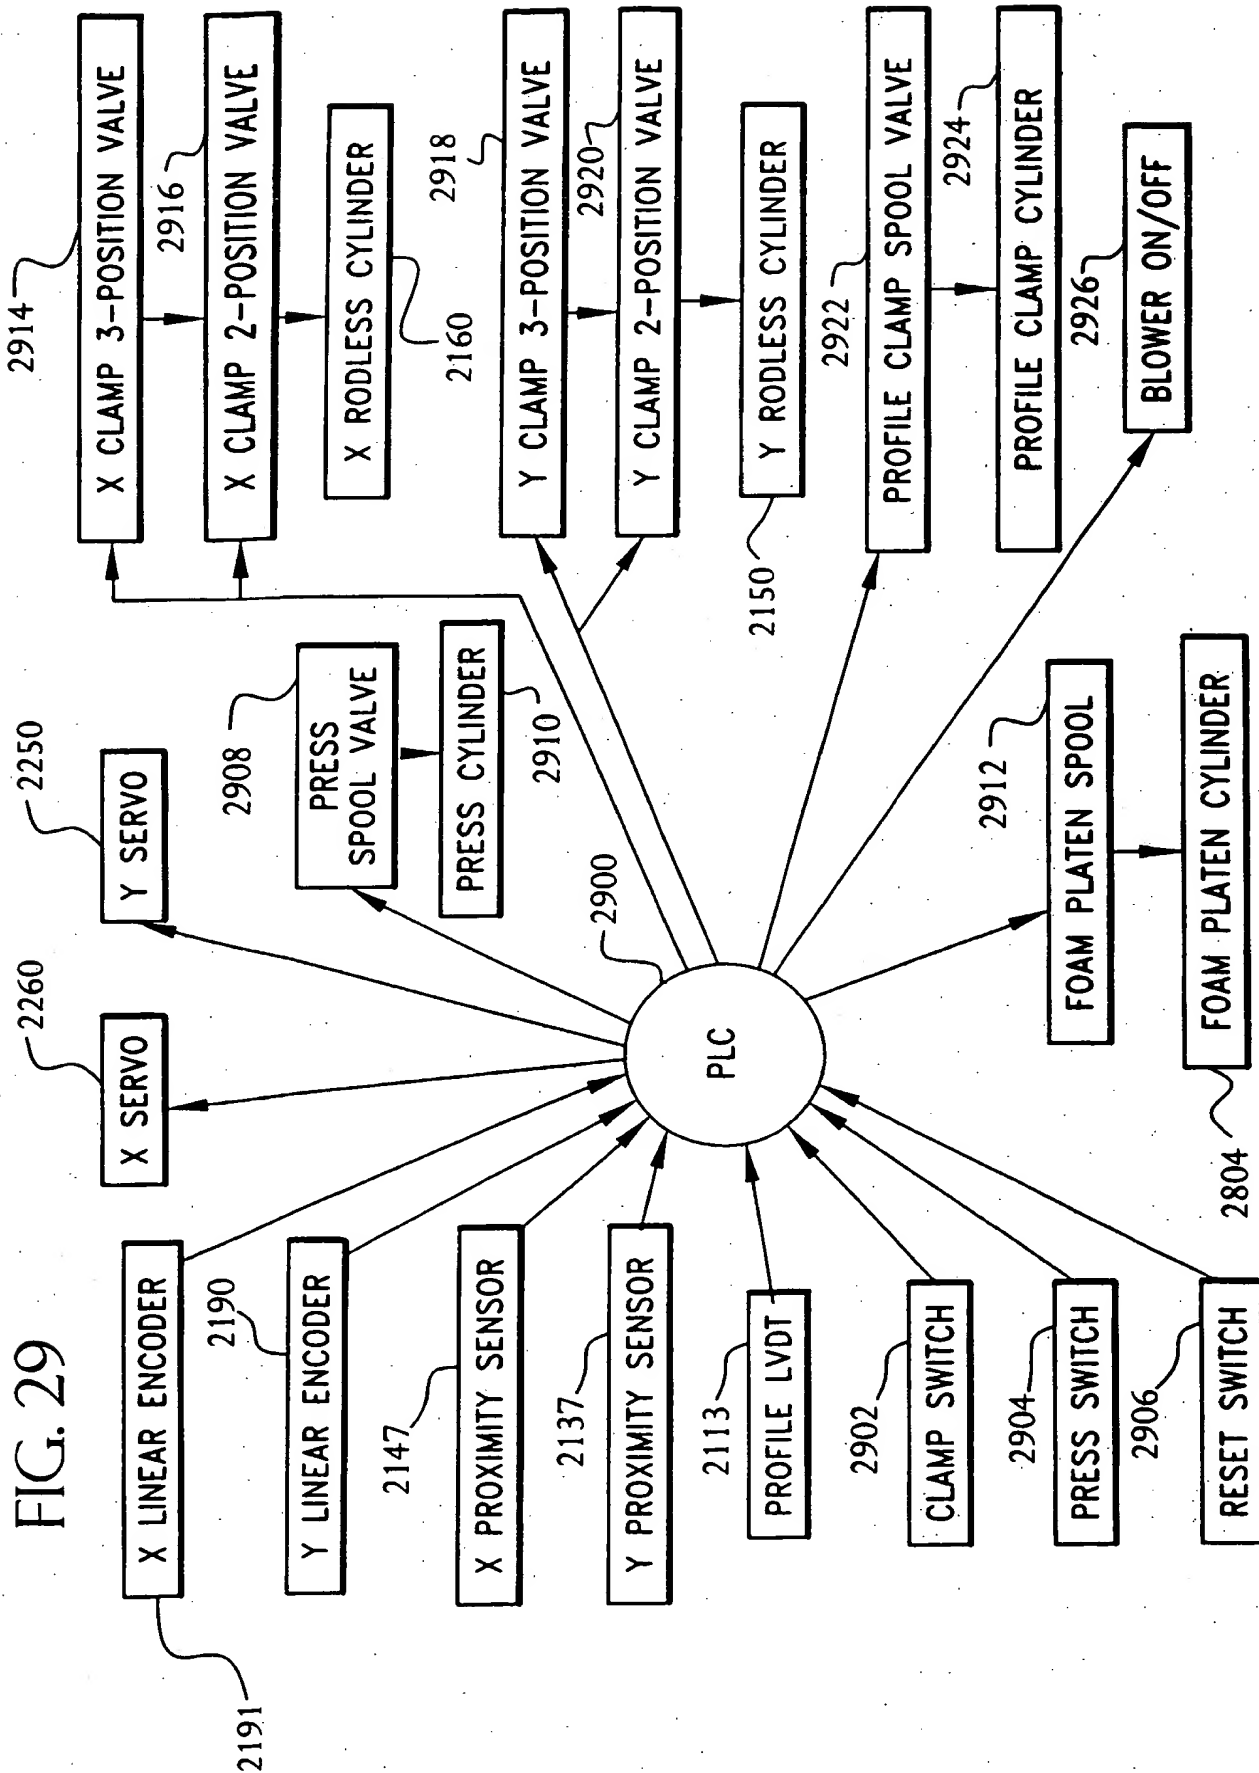 FIG. 29
X LINEAR ENCODER
2191
Y LINEAR ENCODER
2190
X PROXIMITY SENSOR
2147
Y PROXIMITY SENSOR
2137
PROFILE LVDT
2113
CLAMP SWITCH
2902
PRESS SWITCH
2904
RESET SWITCH
2906
X SERVO
2260
Y SERVO
2250
PLC
2900
PRESS
SPOOL VALVE
2908
PRESS CYLINDER
2910
FOAM PLATEN SPOOL
2912
FOAM PLATEN CYLINDER
2804
X CLAMP 3-POSITION VALVE
2914
X CLAMP 2-POSITION VALVE
2916
X RODLESS CYLINDER
2160
Y CLAMP 3-POSITION VALVE
2918
Y CLAMP 2-POSITION VALVE
2920
Y RODLESS CYLINDER
2150
PROFILE CLAMP SPOOL VALVE
2922
PROFILE CLAMP CYLINDER
2924
BLOWER ON/OFF
2926